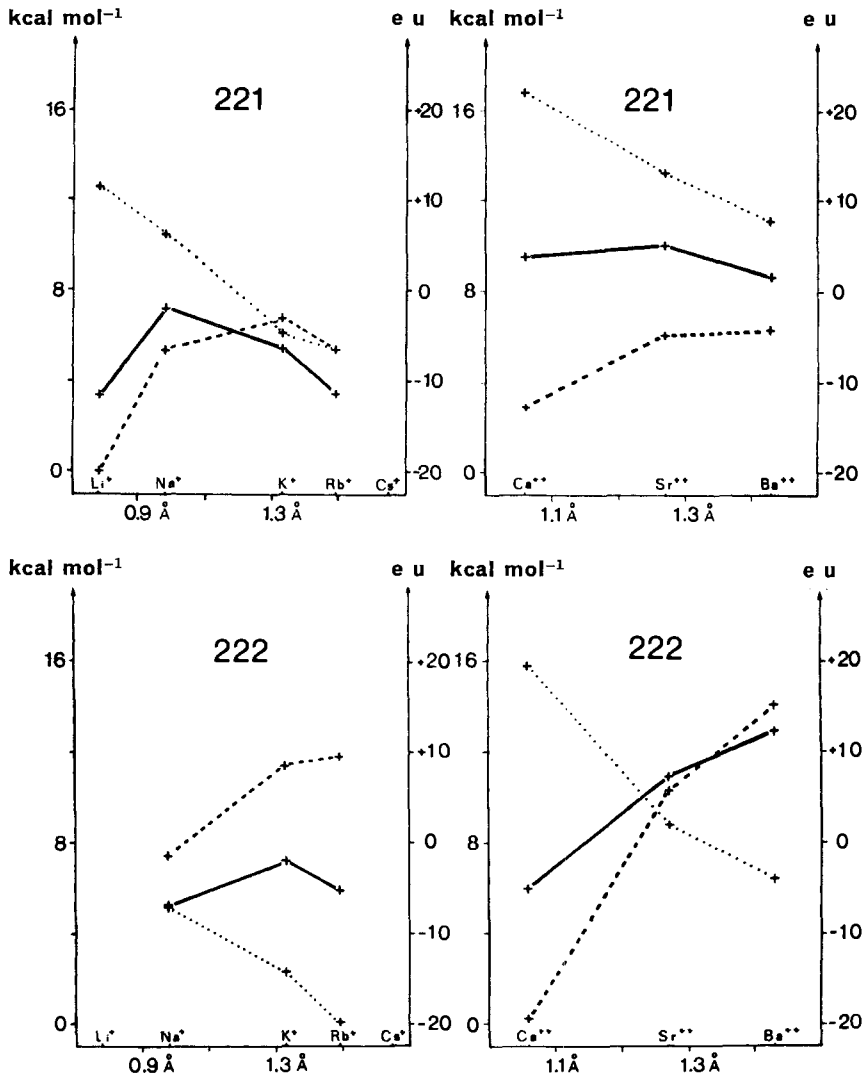 kcal mol⁻¹ e u kcal mol⁻¹ e u
221 221
16 +20 16 +20
12 +10 +10
8 0 8 0
4 -10 -10
0 -20 0 -20
Li⁺ Na⁺ K⁺ Rb⁺ Cs⁺ Ca⁺⁺ Sr⁺⁺ Ba⁺⁺
0.9 Å 1.3 Å 1.1 Å 1.3 Å
kcal mol⁻¹ e u kcal mol⁻¹ e u
222 222
16 +20 16 +20
+10 +10
8 0 8 0
-10 -10
0 -20 0 -20
Li⁺ Na⁺ K⁺ Rb⁺ Cs⁺ Ca⁺⁺ Sr⁺⁺ Ba⁺⁺
0.9 Å 1.3 Å 1.1 Å 1.3 Å